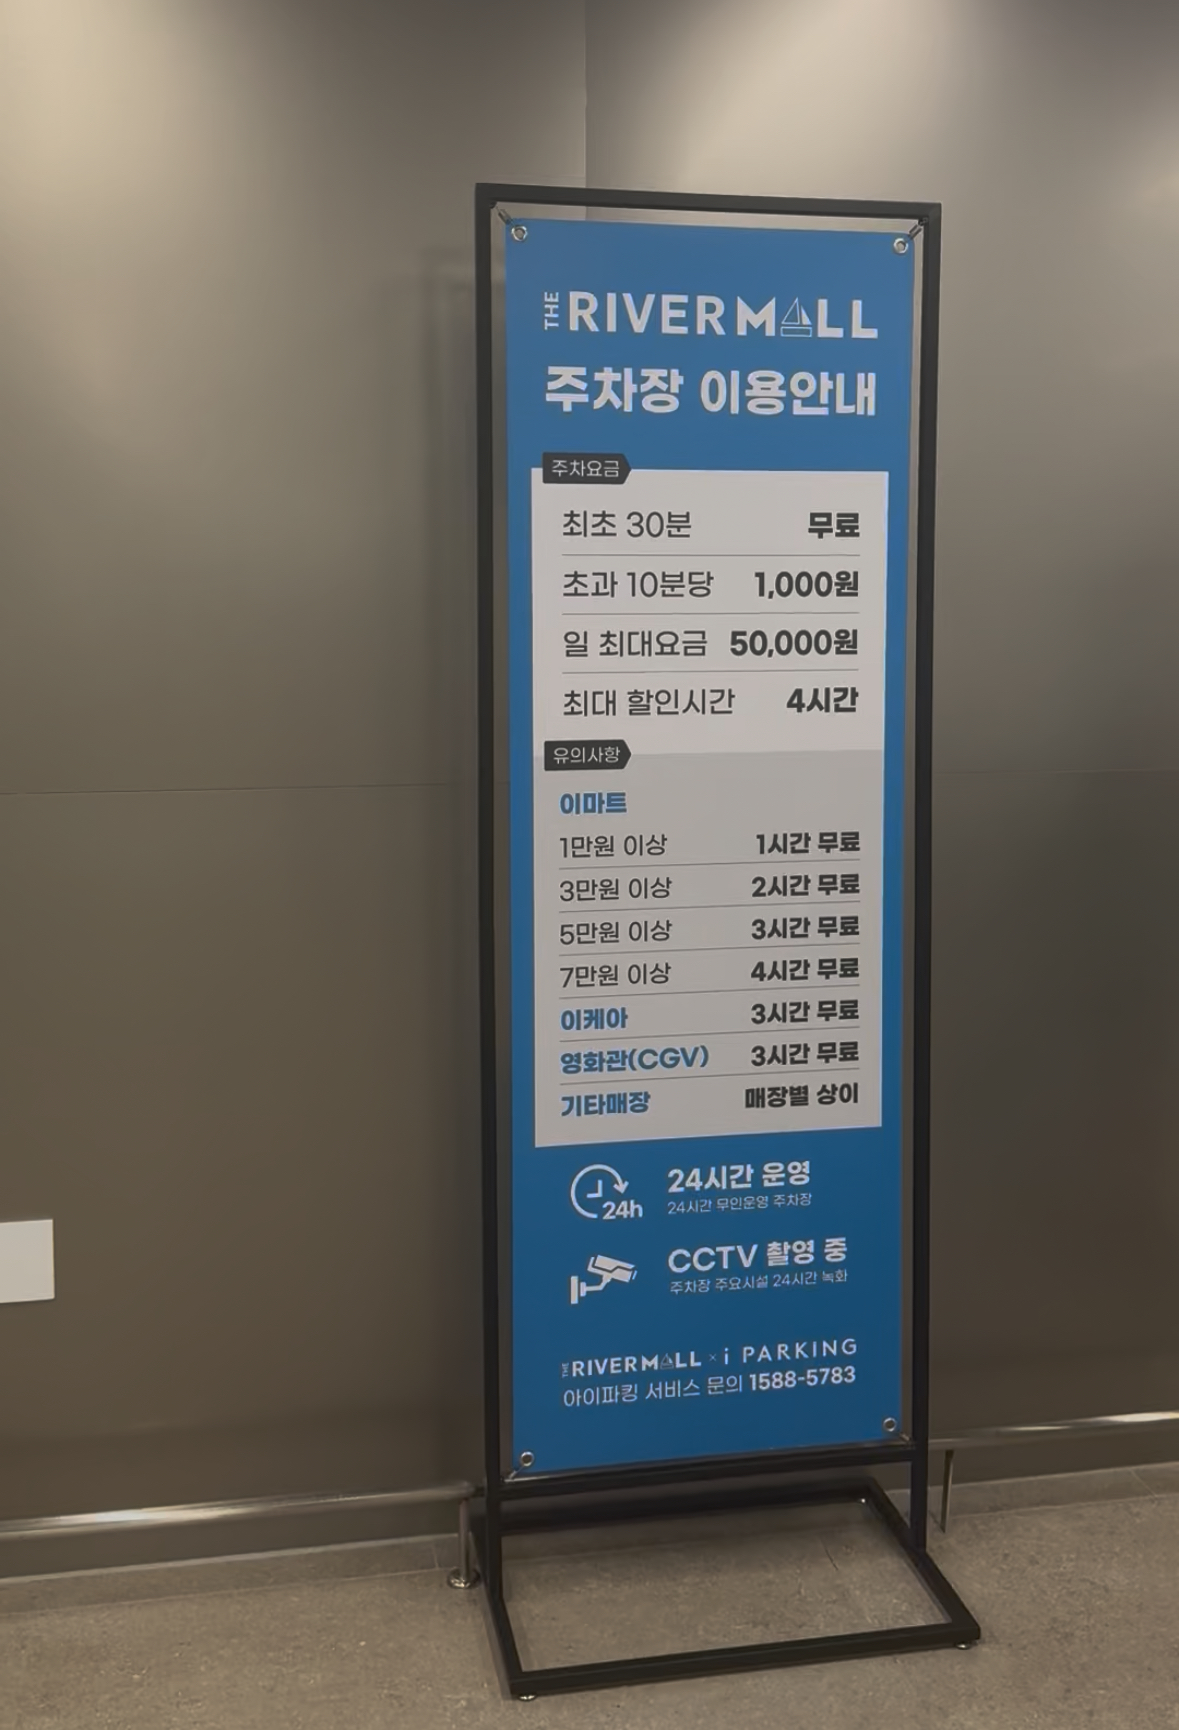 THE RIVERMALL
주차장 이용안내
주차요금
최초 30분 무료
초과 10분당 1,000원
일 최대요금 50,000원
최대 할인시간 4시간
유의사항
이마트
1만원 이상 1시간 무료
3만원 이상 2시간 무료
5만원 이상 3시간 무료
7만원 이상 4시간 무료
이케아 3시간 무료
영화관(CGV) 3시간 무료
기타매장 매장별 상이
24h
24시간 운영
24시간 무인운영 주차장
CCTV 촬영 중
주차장 주요시설 24시간 녹화
THE RIVERMALL × i PARKING
아이파킹 서비스 문의 1588-5783